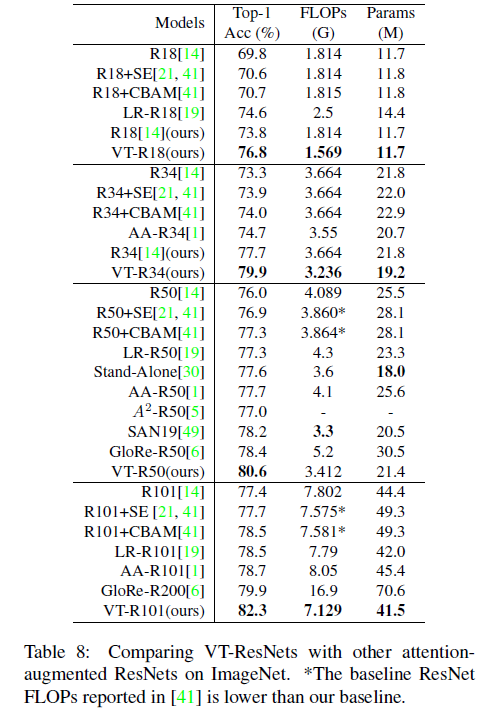 Models Top-1 FLOPs Params
Acc (%) (G) (M)
R18[14] 69.8 1.814 11.7
R18+SE[21, 41] 70.6 1.814 11.8
R18+CBAM[41] 70.7 1.815 11.8
LR-R18[19] 74.6 2.5 14.4
R18[14](ours) 73.8 1.814 11.7
VT-R18(ours) 76.8 1.569 11.7
R34[14] 73.3 3.664 21.8
R34+SE[21, 41] 73.9 3.664 22.0
R34+CBAM[41] 74.0 3.664 22.9
AA-R34[1] 74.7 3.55 20.7
R34[14](ours) 77.7 3.664 21.8
VT-R34(ours) 79.9 3.236 19.2
R50[14] 76.0 4.089 25.5
R50+SE[21, 41] 76.9 3.860* 28.1
R50+CBAM[41] 77.3 3.864* 28.1
LR-R50[19] 77.3 4.3 23.3
Stand-Alone[30] 77.6 3.6 18.0
AA-R50[1] 77.7 4.1 25.6
A²-R50[5] 77.0 - -
SAN19[49] 78.2 3.3 20.5
GloRe-R50[6] 78.4 5.2 30.5
VT-R50(ours) 80.6 3.412 21.4
R101[14] 77.4 7.802 44.4
R101+SE [21, 41] 77.7 7.575* 49.3
R101+CBAM[41] 78.5 7.581* 49.3
LR-R101[19] 78.5 7.79 42.0
AA-R101[1] 78.7 8.05 45.4
GloRe-R200[6] 79.9 16.9 70.6
VT-R101(ours) 82.3 7.129 41.5
Table 8: Comparing VT-ResNets with other attention-
augmented ResNets on ImageNet. *The baseline ResNet
FLOPs reported in [41] is lower than our baseline.